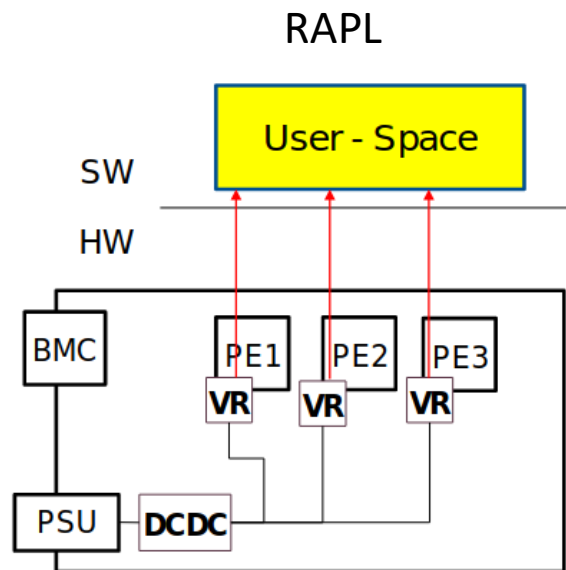 RAPL
User - Space
SW
HW
BMC
PE1
PE2
PE3
VR
VR
VR
PSU
DCDC